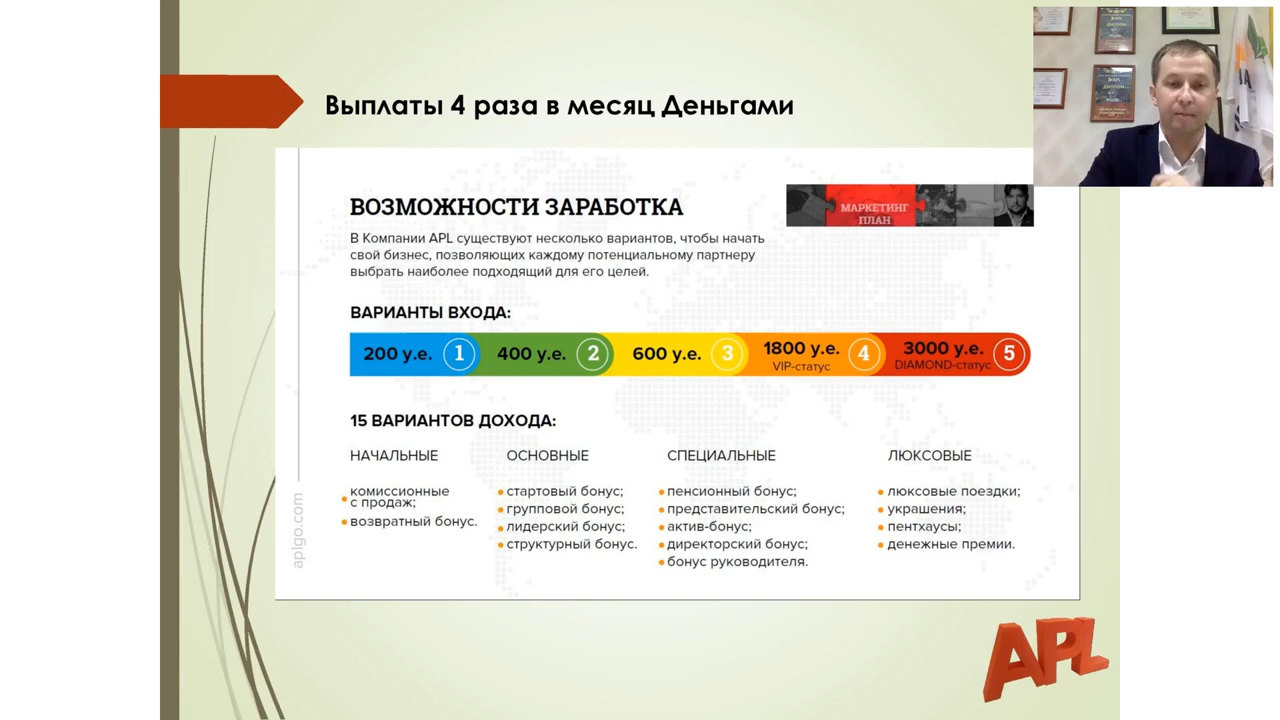 Выплаты 4 раза в месяц Деньгами
ВОЗМОЖНОСТИ ЗАРАБОТКА
МАРКЕТИНГ
ПЛАН
В Компании APL существуют несколько вариантов, чтобы начать
свой бизнес, позволяющих каждому потенциальному партнеру
выбрать наиболее подходящий для его целей.
ВАРИАНТЫ ВХОДА:
200 у.е. 1 400 у.е. 2 600 у.е. 3 1800 у.е. 4 3000 у.е. 5
VIP-статус DIAMOND-статус
15 ВАРИАНТОВ ДОХОДА:
НАЧАЛЬНЫЕ
комиссионные
с продаж;
возвратный бонус.
ОСНОВНЫЕ
стартовый бонус;
групповой бонус;
лидерский бонус;
структурный бонус.
СПЕЦИАЛЬНЫЕ
пенсионный бонус;
представительский бонус;
актив-бонус;
директорский бонус;
бонус руководителя.
ЛЮКСОВЫЕ
люксовые поездки;
украшения;
пентхаусы;
денежные премии.
aplgo.com
APL